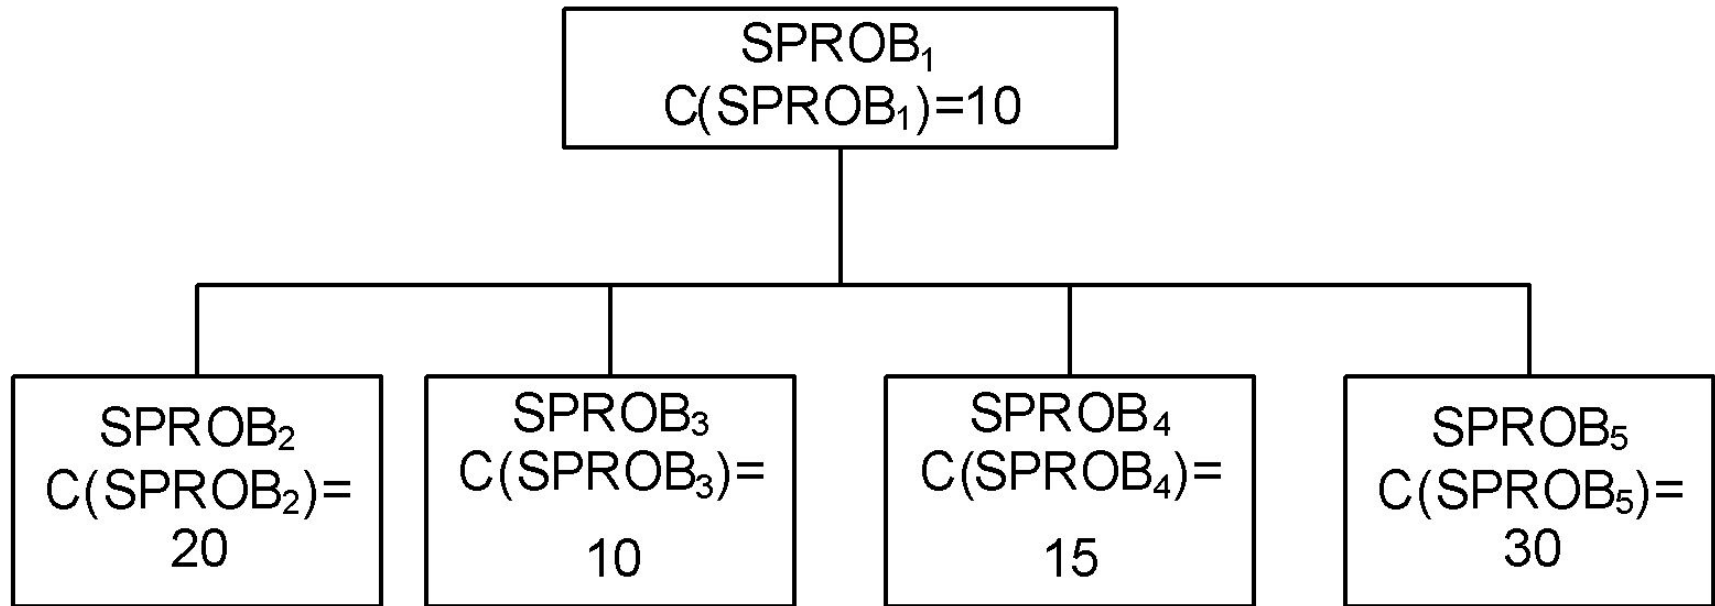 SPROB₁
C(SPROB₁)=10
SPROB₂
C(SPROB₂)=
20
SPROB₃
C(SPROB₃)=
10
SPROB₄
C(SPROB₄)=
15
SPROB₅
C(SPROB₅)=
30